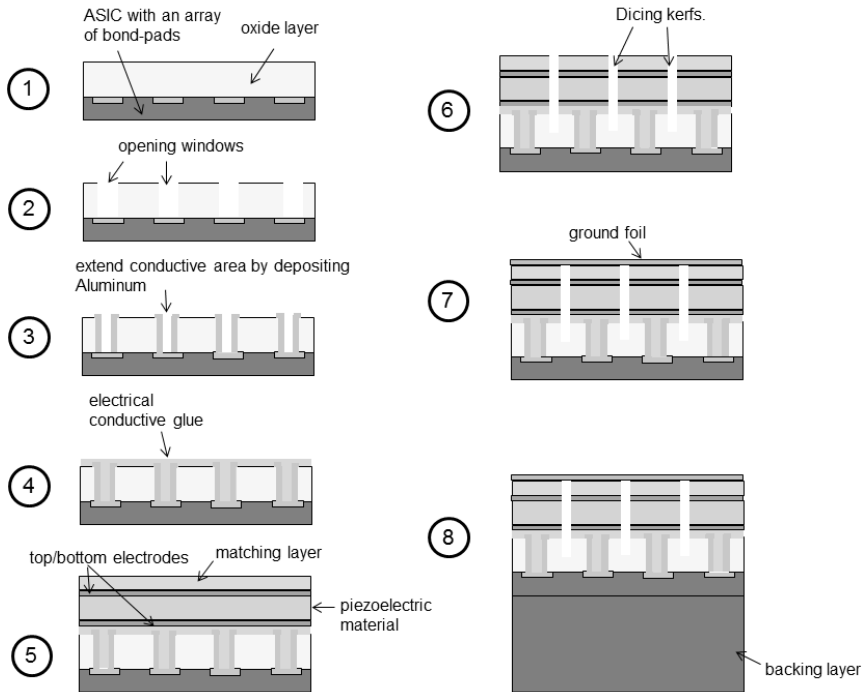 ASIC with an array
of bond-pads
oxide layer
1
opening windows
2
extend conductive area by depositing
Aluminum
3
electrical
conductive glue
4
top/bottom electrodes
matching layer
piezoelectric
material
5
Dicing kerfs.
6
ground foil
7
8
backing layer